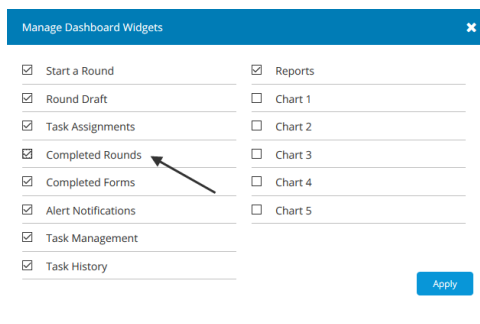 Manage Dashboard Widgets
Start a Round
Round Draft
Task Assignments
Completed Rounds
Completed Forms
Alert Notifications
Task Management
Task History
Reports
Chart 1
Chart 2
Chart 3
Chart 4
Chart 5
Apply